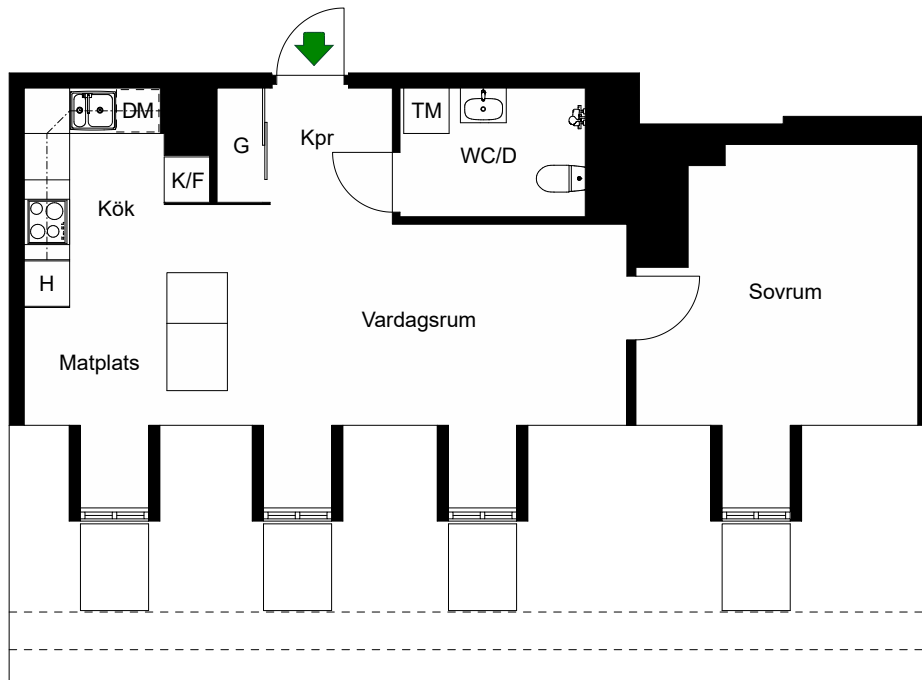 DM
TM
G
Kpr
WC/D
K/F
Kök
H
Sovrum
Vardagsrum
Matplats